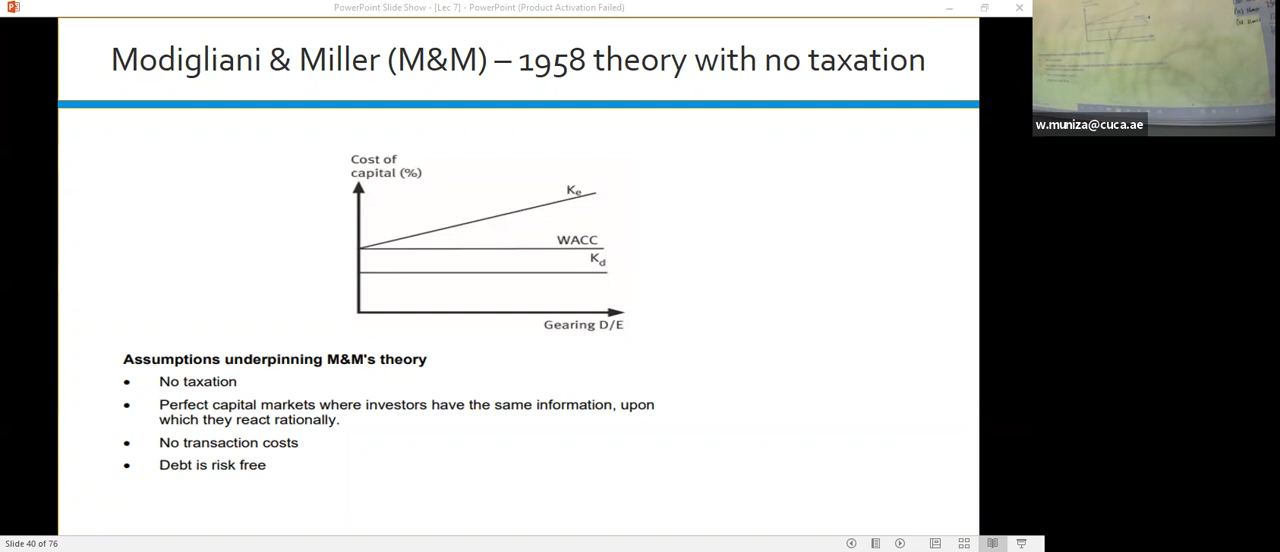 PowerPoint Slide Show - [Lec 7] - PowerPoint (Product Activation Failed)
Modigliani & Miller (M&M) – 1958 theory with no taxation
w.muniza@cuca.ae
Cost of
capital (%)
Ke
WACC
Kd
Gearing D/E
Assumptions underpinning M&M's theory
• No taxation
• Perfect capital markets where investors have the same information, upon
which they react rationally.
• No transaction costs
• Debt is risk free
Slide 40 of 76